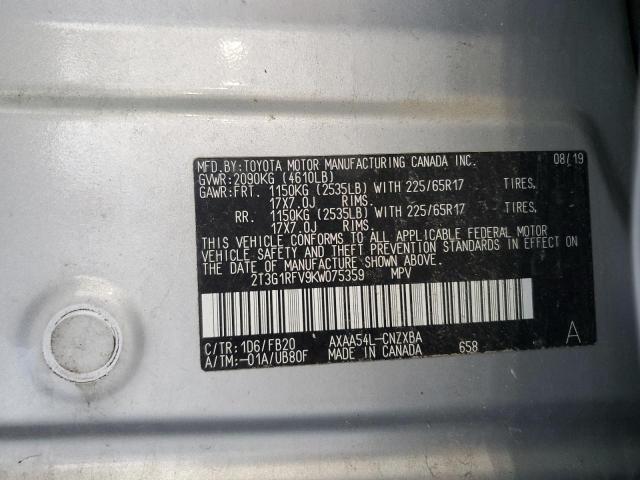 MFD.BY:TOYOTA MOTOR MANUFACTURING CANADA INC. 08/19
GVWR:2090KG (4610LB)
GAWR:FRT. 1150KG (2535LB) WITH 225/65R17 TIRES,
17X7.0J RIMS.
RR. 1150KG (2535LB) WITH 225/65R17 TIRES,
17X7.0J RIMS.
THIS VEHICLE CONFORMS TO ALL APPLICABLE FEDERAL MOTOR
VEHICLE SAFETY AND THEFT PREVENTION STANDARDS IN EFFECT ON
THE DATE OF MANUFACTURE SHOWN ABOVE.
2T3G1RFV9KW075359 MPV
C/TR:1D6/FB20 AXAA54L-CNZXBA A
A/TM:-01A/UB80F MADE IN CANADA 658